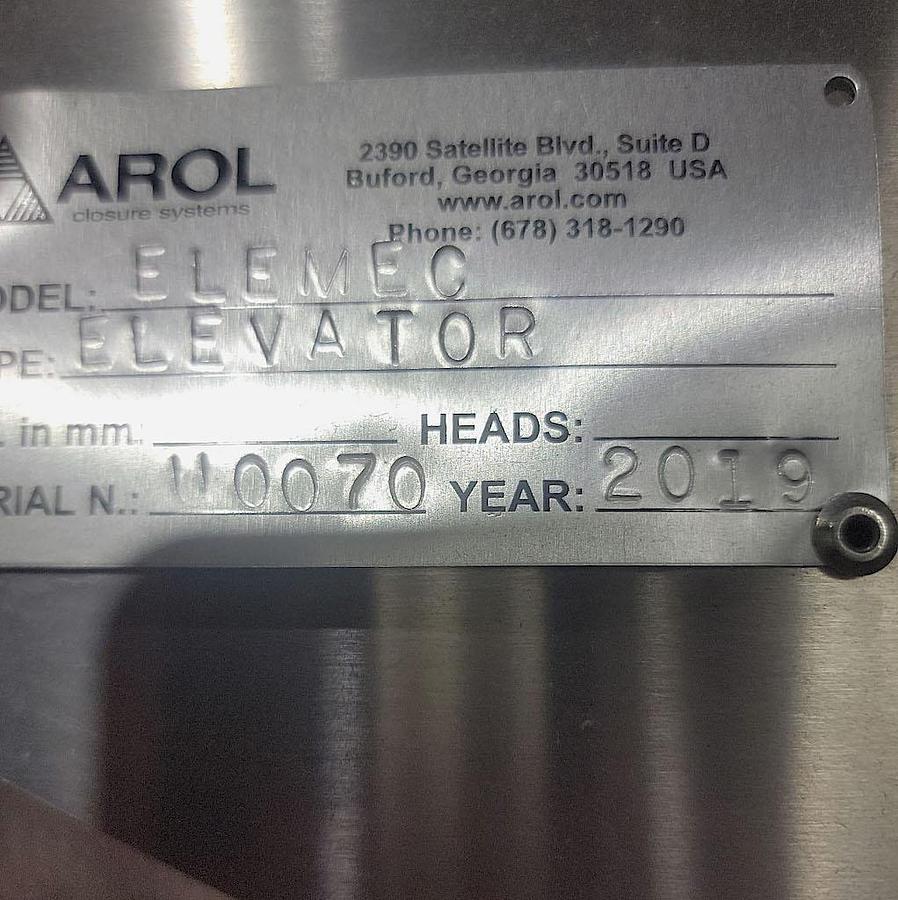 AROL
closure systems
2390 Satellite Blvd., Suite D
Buford, Georgia 30518 USA
www.arol.com
Phone: (678) 318-1290
ODEL: ELEMEC
PE: ELEVATOR
. in mm.: HEADS:
RIAL N.: 0070 YEAR: 2019